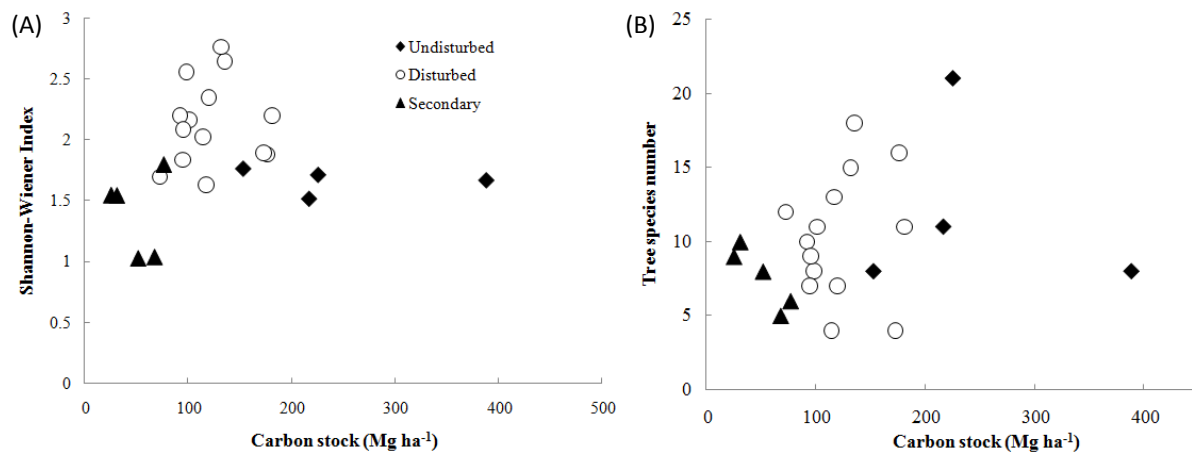 (A)
3
2.5
2
1.5
1
0.5
0
0
100
200
300
400
500
Shannon-Wiener Index
Carbon stock (Mg ha⁻¹)
Undisturbed
Disturbed
Secondary
(B)
25
20
15
10
5
0
0
100
200
300
400
Tree species number
Carbon stock (Mg ha⁻¹)